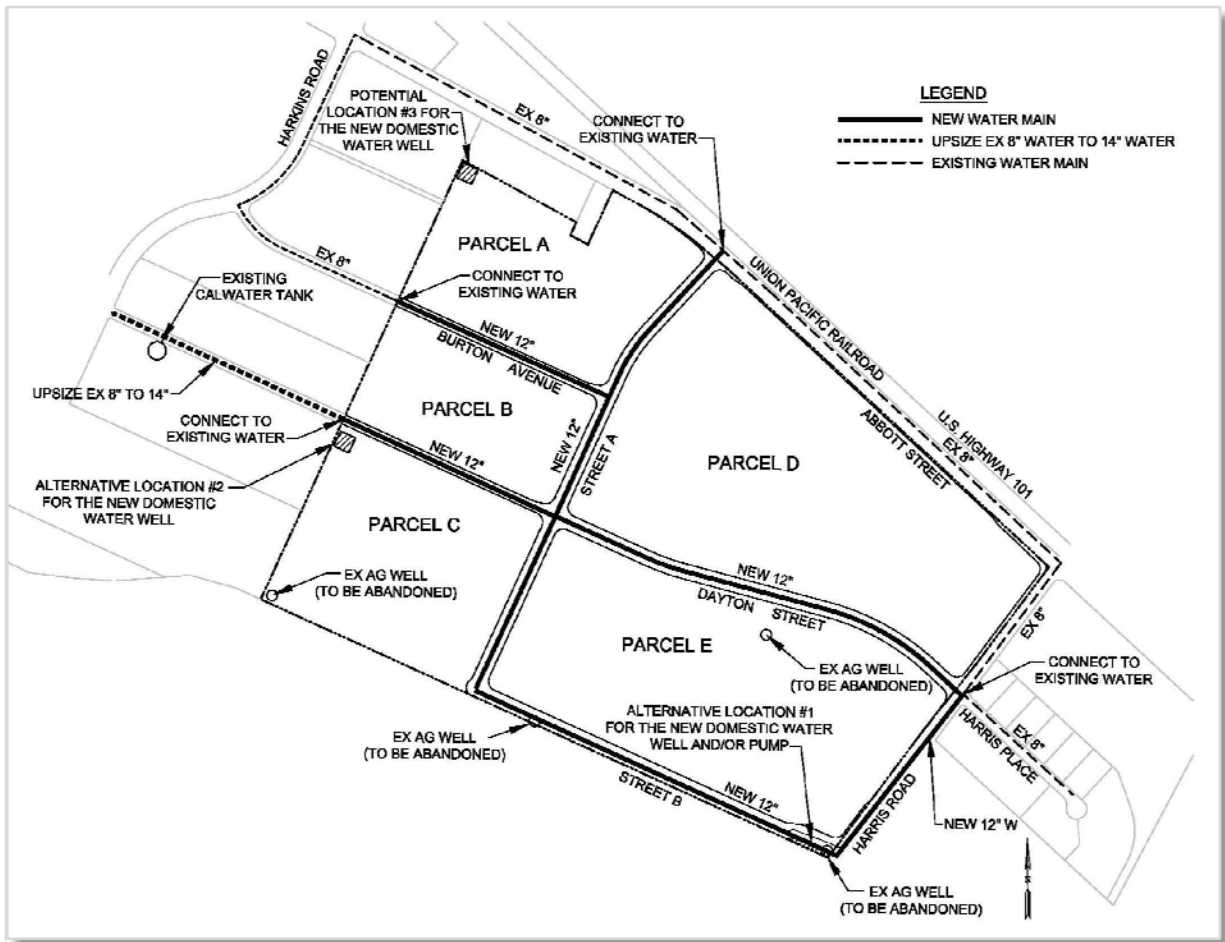 HARKINS ROAD
POTENTIAL
LOCATION #3 FOR
THE NEW DOMESTIC
WATER WELL
EX 8"
CONNECT TO
EXISTING WATER
LEGEND
NEW WATER MAIN
UPSIZE EX 8" WATER TO 14" WATER
EXISTING WATER MAIN
PARCEL A
EX 8"
CONNECT TO
EXISTING WATER
EXISTING
CALWATER TANK
NEW 12"
BURTON AVENUE
UNION PACIFIC RAILROAD
U.S. HIGHWAY 101
EX 8"
ABBOTT STREET
UPSIZE EX 8" TO 14"
CONNECT TO
EXISTING WATER
PARCEL B
NEW 12"
NEW 12"
STREET A
PARCEL D
ALTERNATIVE LOCATION #2
FOR THE NEW DOMESTIC
WATER WELL
PARCEL C
EX AG WELL
(TO BE ABANDONED)
NEW 12"
DAYTON STREET
EX 8"
PARCEL E
EX AG WELL
(TO BE ABANDONED)
CONNECT TO
EXISTING WATER
ALTERNATIVE LOCATION #1
FOR THE NEW DOMESTIC WATER
WELL AND/OR PUMP
EX AG WELL
(TO BE ABANDONED)
EX 8"
HARRIS PLACE
STREET B
NEW 12"
HARRIS ROAD
NEW 12" W
EX AG WELL
(TO BE ABANDONED)